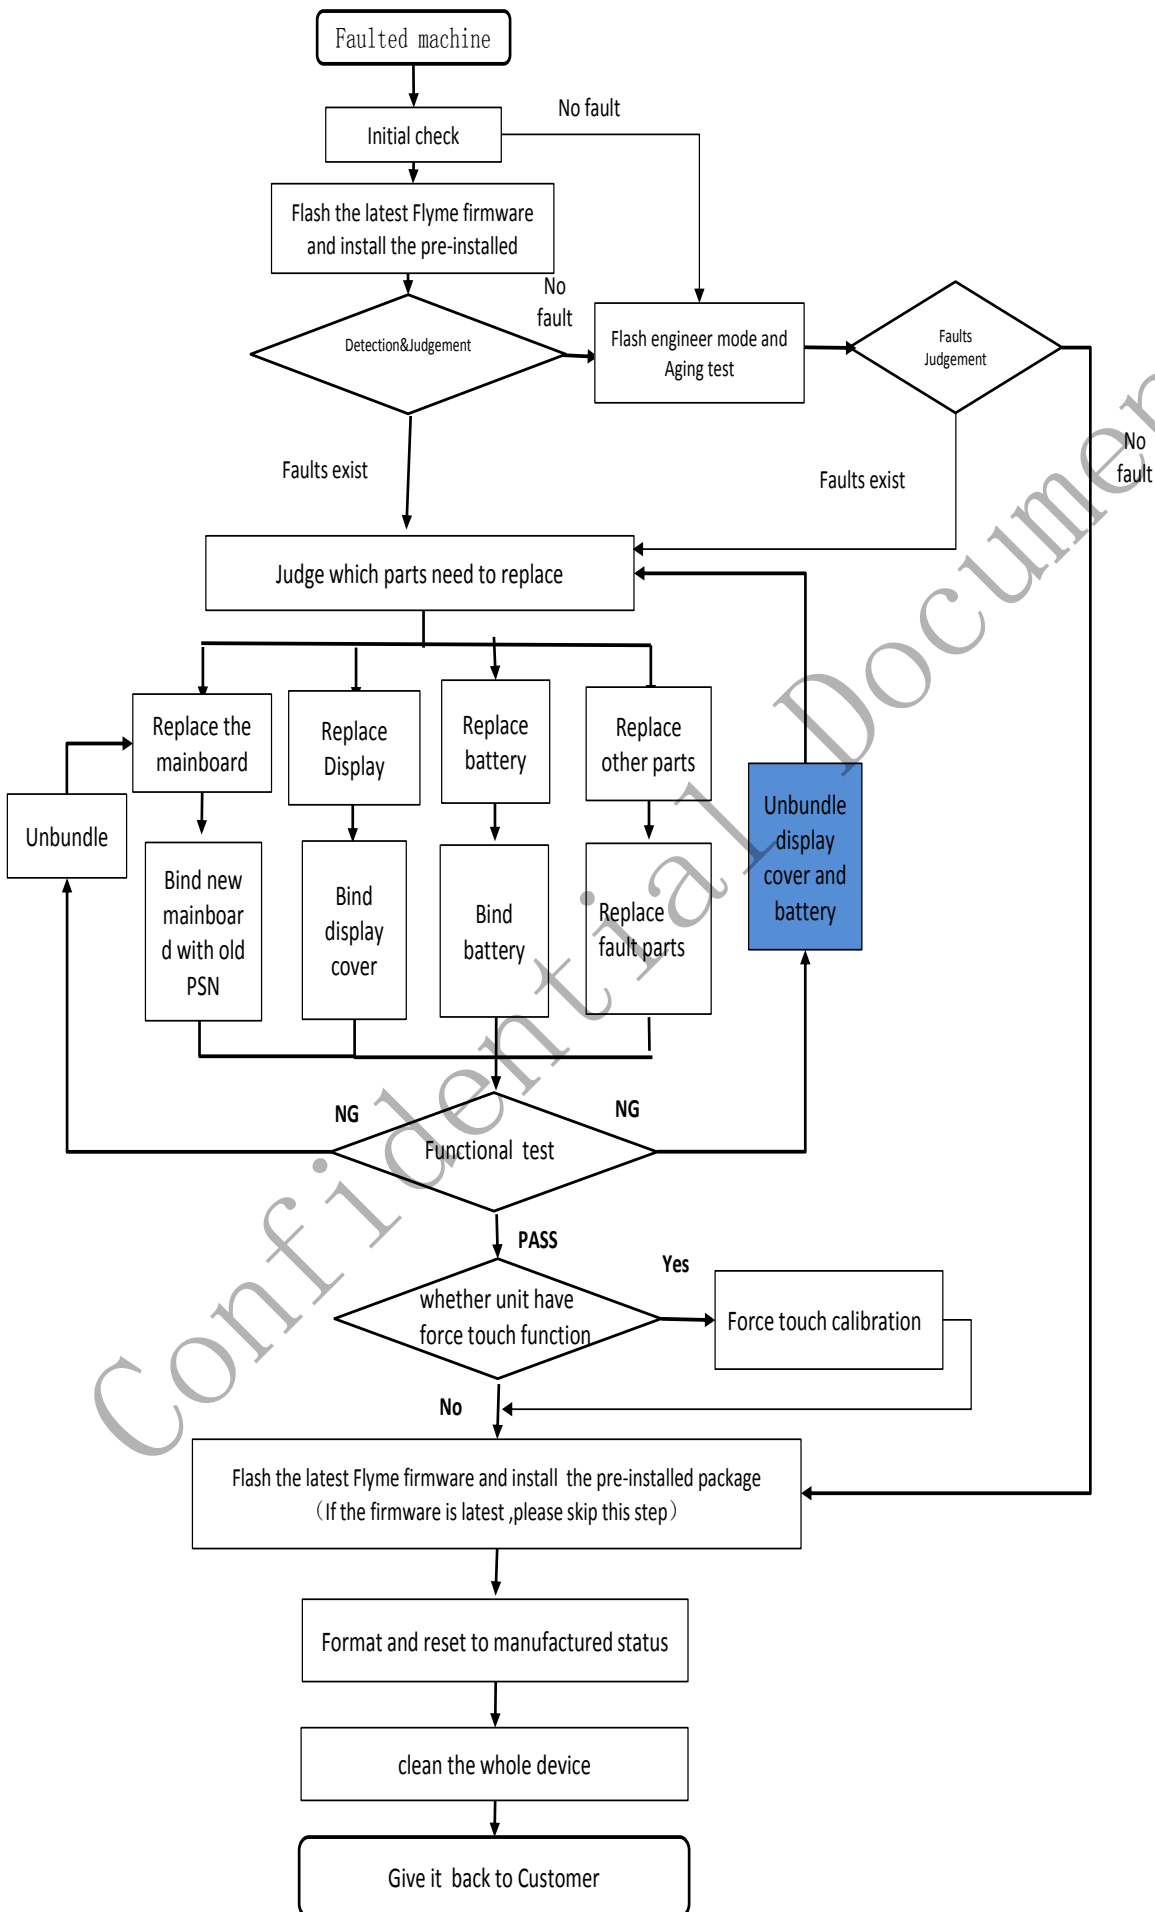 Faulted machine
No fault
Initial check
Flash the latest Flyme firmware
and install the pre-installed
No
fault
Detection&Judgement
Flash engineer mode and
Aging test
Faults
Judgement
No
fault
Faults exist
Faults exist
Judge which parts need to replace
Replace the
mainboard
Replace
Display
Replace
battery
Replace
other parts
Unbundle
Unbundle
display
cover and
battery
Bind new
mainboar
d with old
PSN
Bind
display
cover
Bind
battery
Replace
fault parts
NG
NG
Functional test
PASS
Yes
whether unit have
force touch function
Force touch calibration
No
Flash the latest Flyme firmware and install the pre-installed package
（If the firmware is latest ,please skip this step）
Format and reset to manufactured status
clean the whole device
Give it back to Customer
Confidential Documen